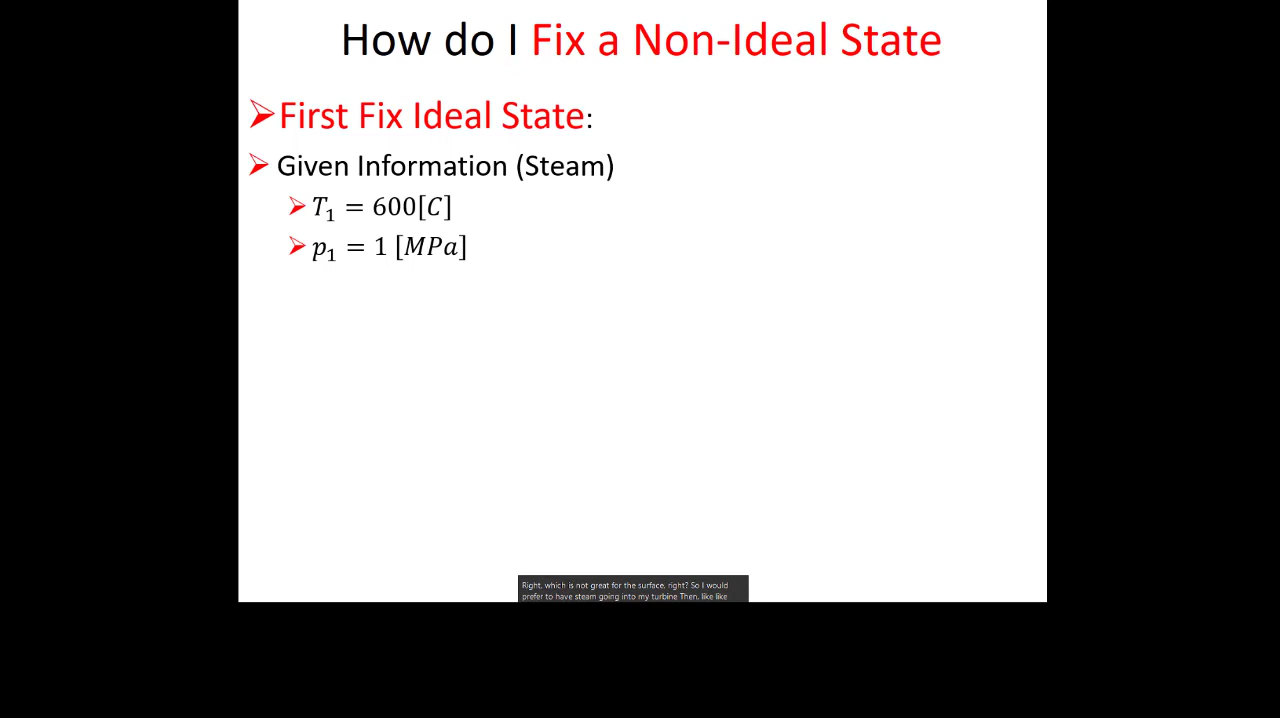 How do I Fix a Non-Ideal State
➢First Fix Ideal State:
➢ Given Information (Steam)
➢ T₁ = 600[C]
➢ p₁ = 1 [MPa]
Right, which is not great for the surface, right? So I would
prefer to have steam going into my turbine Then, like like